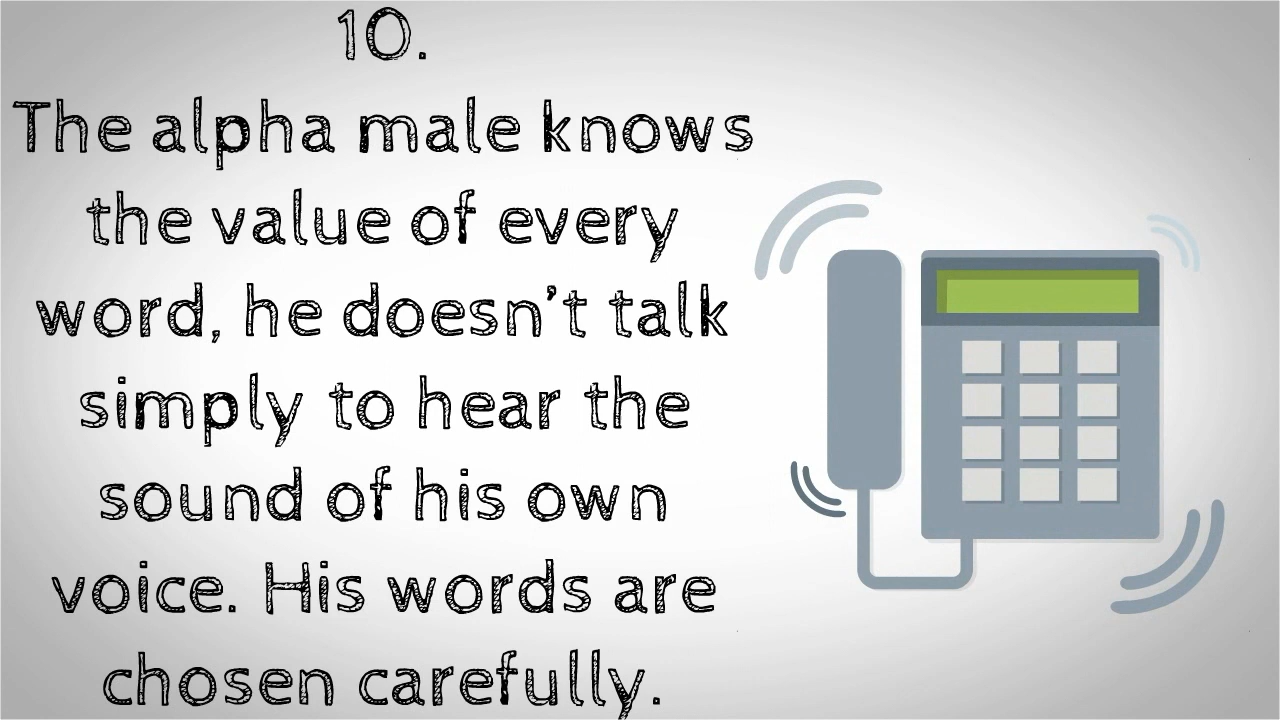 10.
The alpha male knows
the value of every
word, he doesn't talk
simply to hear the
sound of his own
voice. His words are
chosen carefully.